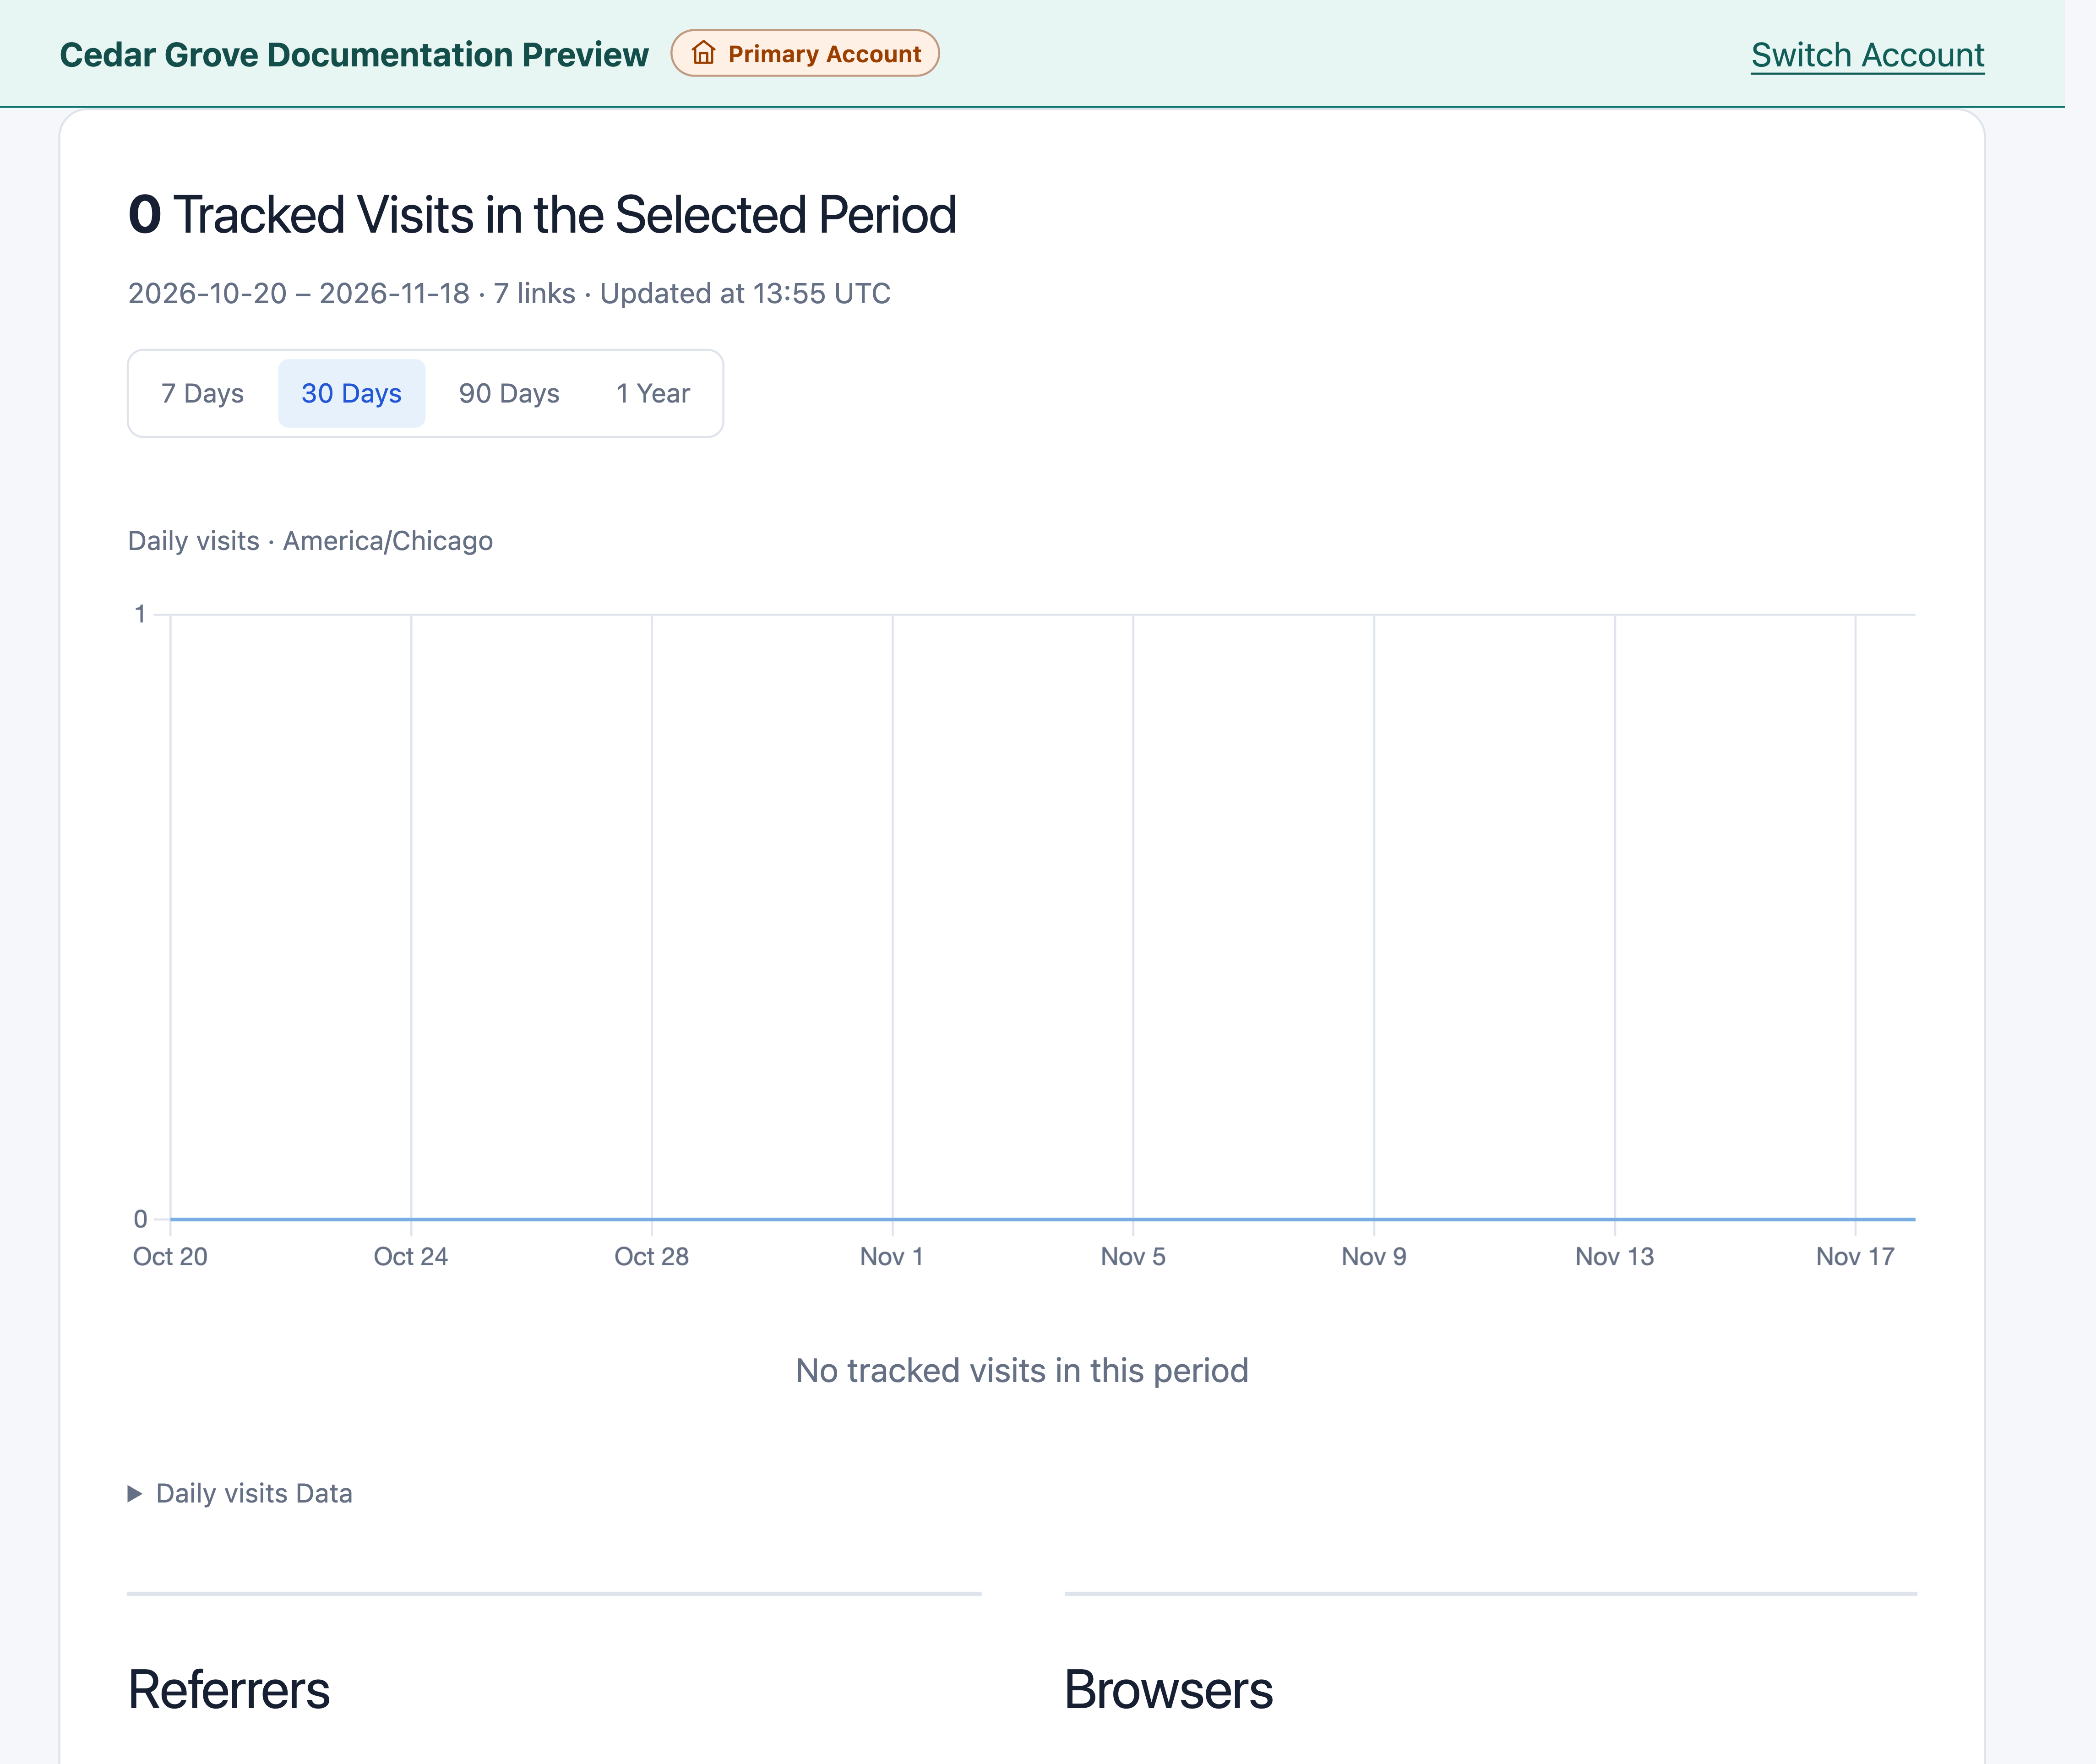 Cedar Grove Documentation Preview
Primary Account
Switch Account
0 Tracked Visits in the Selected Period
2026-10-20 – 2026-11-18 · 7 links · Updated at 13:55 UTC
7 Days
30 Days
90 Days
1 Year
Daily visits · America/Chicago
1
0
Oct 20
Oct 24
Oct 28
Nov 1
Nov 5
Nov 9
Nov 13
Nov 17
No tracked visits in this period
Daily visits Data
Referrers
Browsers